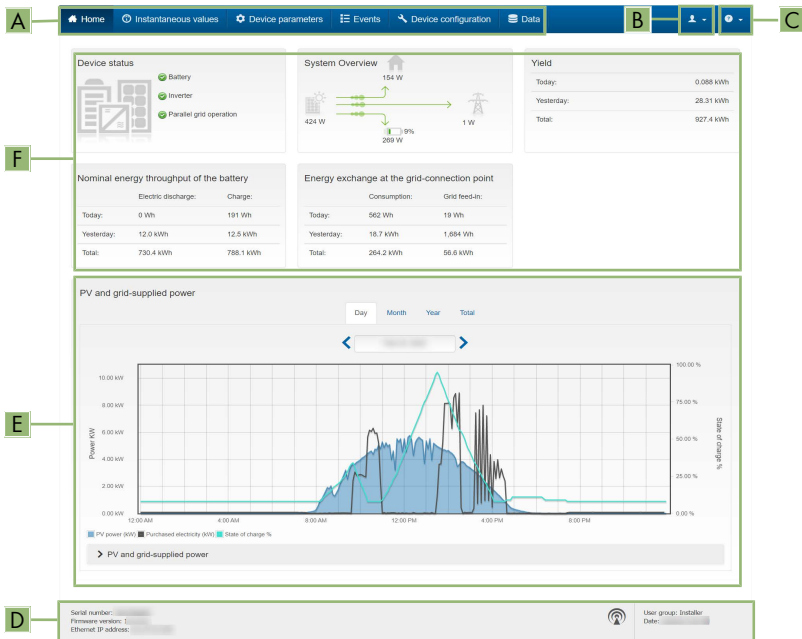 A
Home Instantaneous values Device parameters Events Device configuration Data
B
C
Device status
Battery
Inverter
Parallel grid operation
System Overview
154 W
424 W
1 W
9%
269 W
Yield
Today: 0.088 kWh
Yesterday: 28.31 kWh
Total: 927.4 kWh
F
Nominal energy throughput of the battery
Electric discharge: Charge:
Today: 0 Wh 191 Wh
Yesterday: 12.0 kWh 12.5 kWh
Total: 730.4 kWh 788.1 kWh
Energy exchange at the grid-connection point
Consumption: Grid feed-in:
Today: 562 Wh 19 Wh
Yesterday: 18.7 kWh 1,684 Wh
Total: 264.2 kWh 56.6 kWh
PV and grid-supplied power
Day Month Year Total
E
Power KW
10.00 kW
8.00 kW
6.00 kW
4.00 kW
2.00 kW
0.00 kW
100.00 %
75.00 %
50.00 %
25.00 %
0.00 %
State of charge %
12:00 AM 4:00 AM 8:00 AM 12:00 PM 4:00 PM 8:00 PM
PV power (kW) Purchased electricity (kW) State of charge %
PV and grid-supplied power
D
Serial number:
Firmware version:
Ethernet IP address:
User group: Installer
Date: